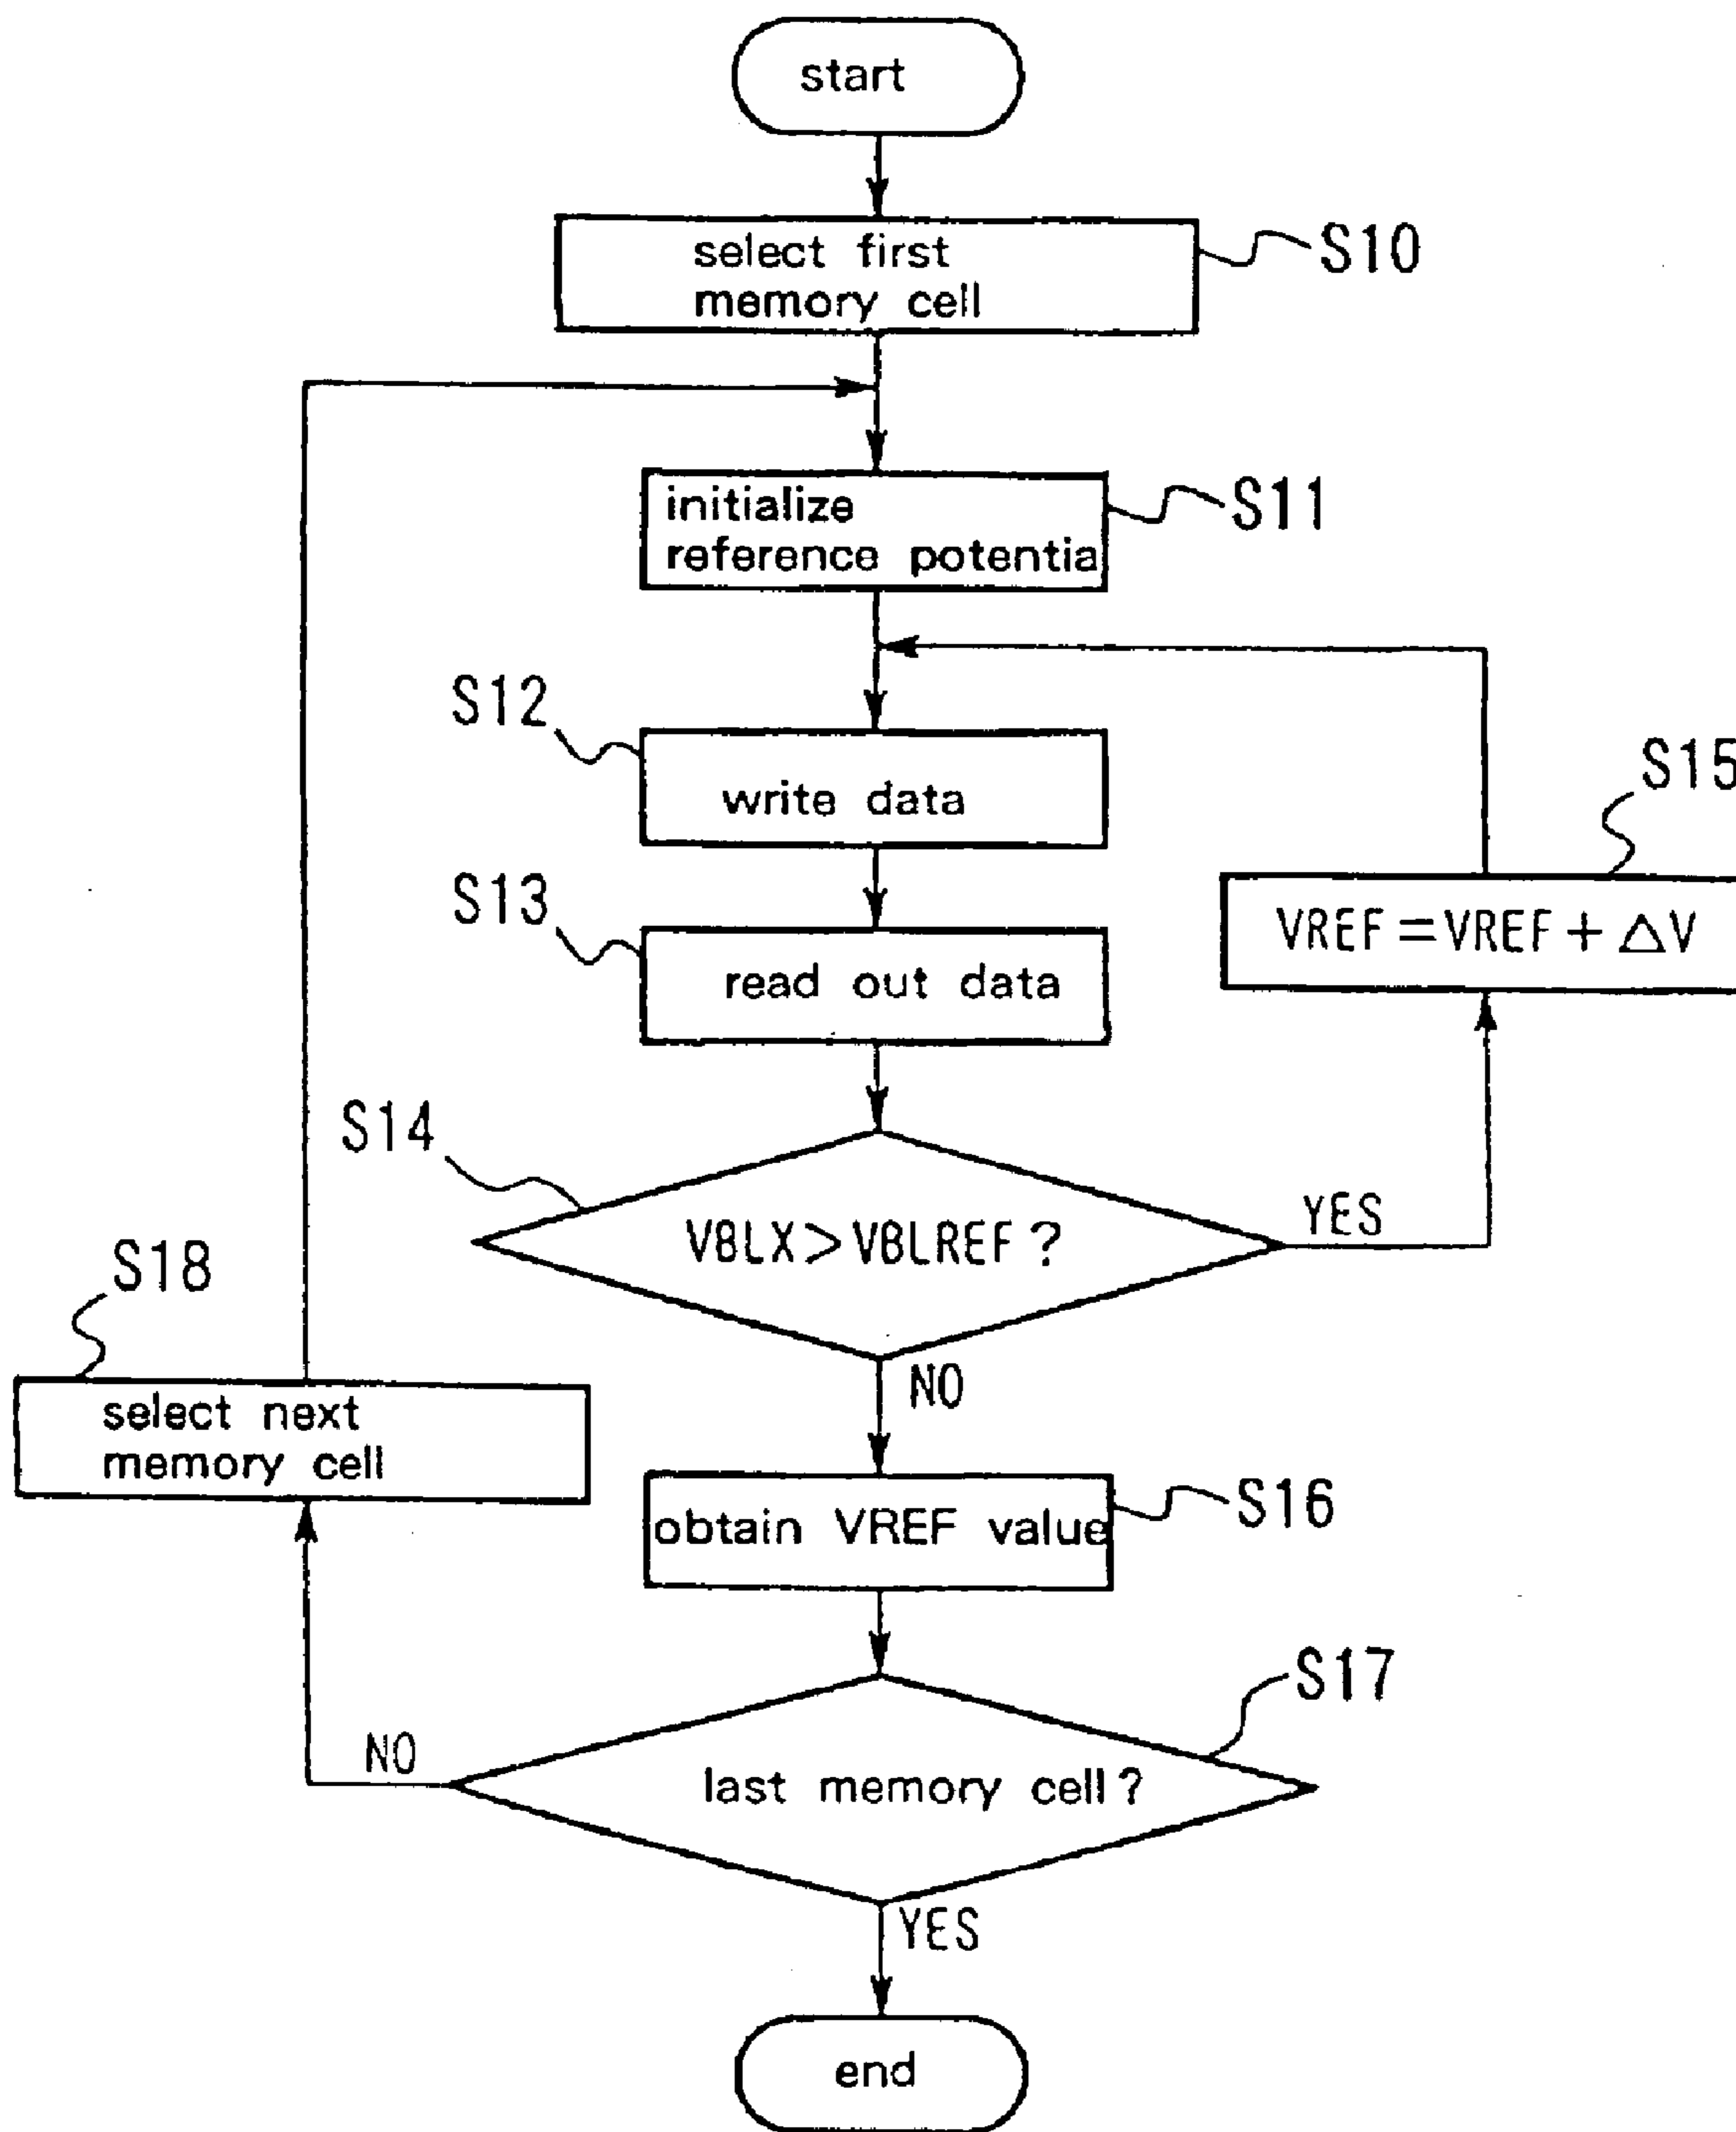 start
select first
memory cell
S10
initialize
reference potentia
S11
S12
write data
S15
VREF=VREF+ΔV
S13
read out data
S14
VBLX>VBLREF?
YES
NO
S18
select next
memory cell
obtain VREF value
S16
S17
last memory cell?
NO
YES
end